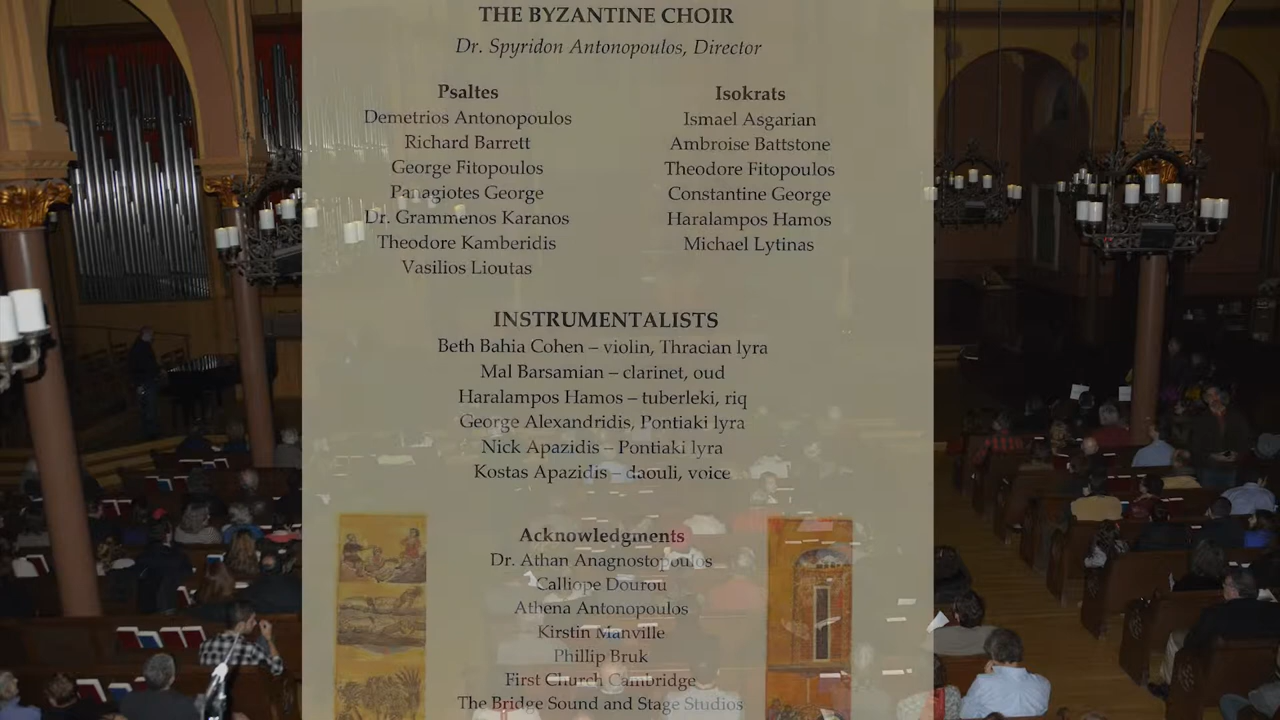 THE BYZANTINE CHOIR
Dr. Spyridon Antonopoulos, Director
Psaltes
Demetrios Antonopoulos
Richard Barrett
George Fitopoulos
Panagiotes George
Dr. Grammenos Karanos
Theodore Kamberidis
Vasilios Lioutas
Isokrats
Ismael Asgarian
Ambroise Battstone
Theodore Fitopoulos
Constantine George
Haralampos Hamos
Michael Lytinas
INSTRUMENTALISTS
Beth Bahia Cohen – violin, Thracian lyra
Mal Barsamian – clarinet, oud
Haralampos Hamos – tuberleki, riq
George Alexandridis, Pontiaki lyra
Nick Apazidis – Pontiaki lyra
Kostas Apazidis – daouli, voice
Acknowledgments
Dr. Athan Anagnostopoulos
Calliope Dourou
Athena Antonopoulos
Kirstin Manville
Phillip Bruk
First Church Cambridge
The Bridge Sound and Stage Studios